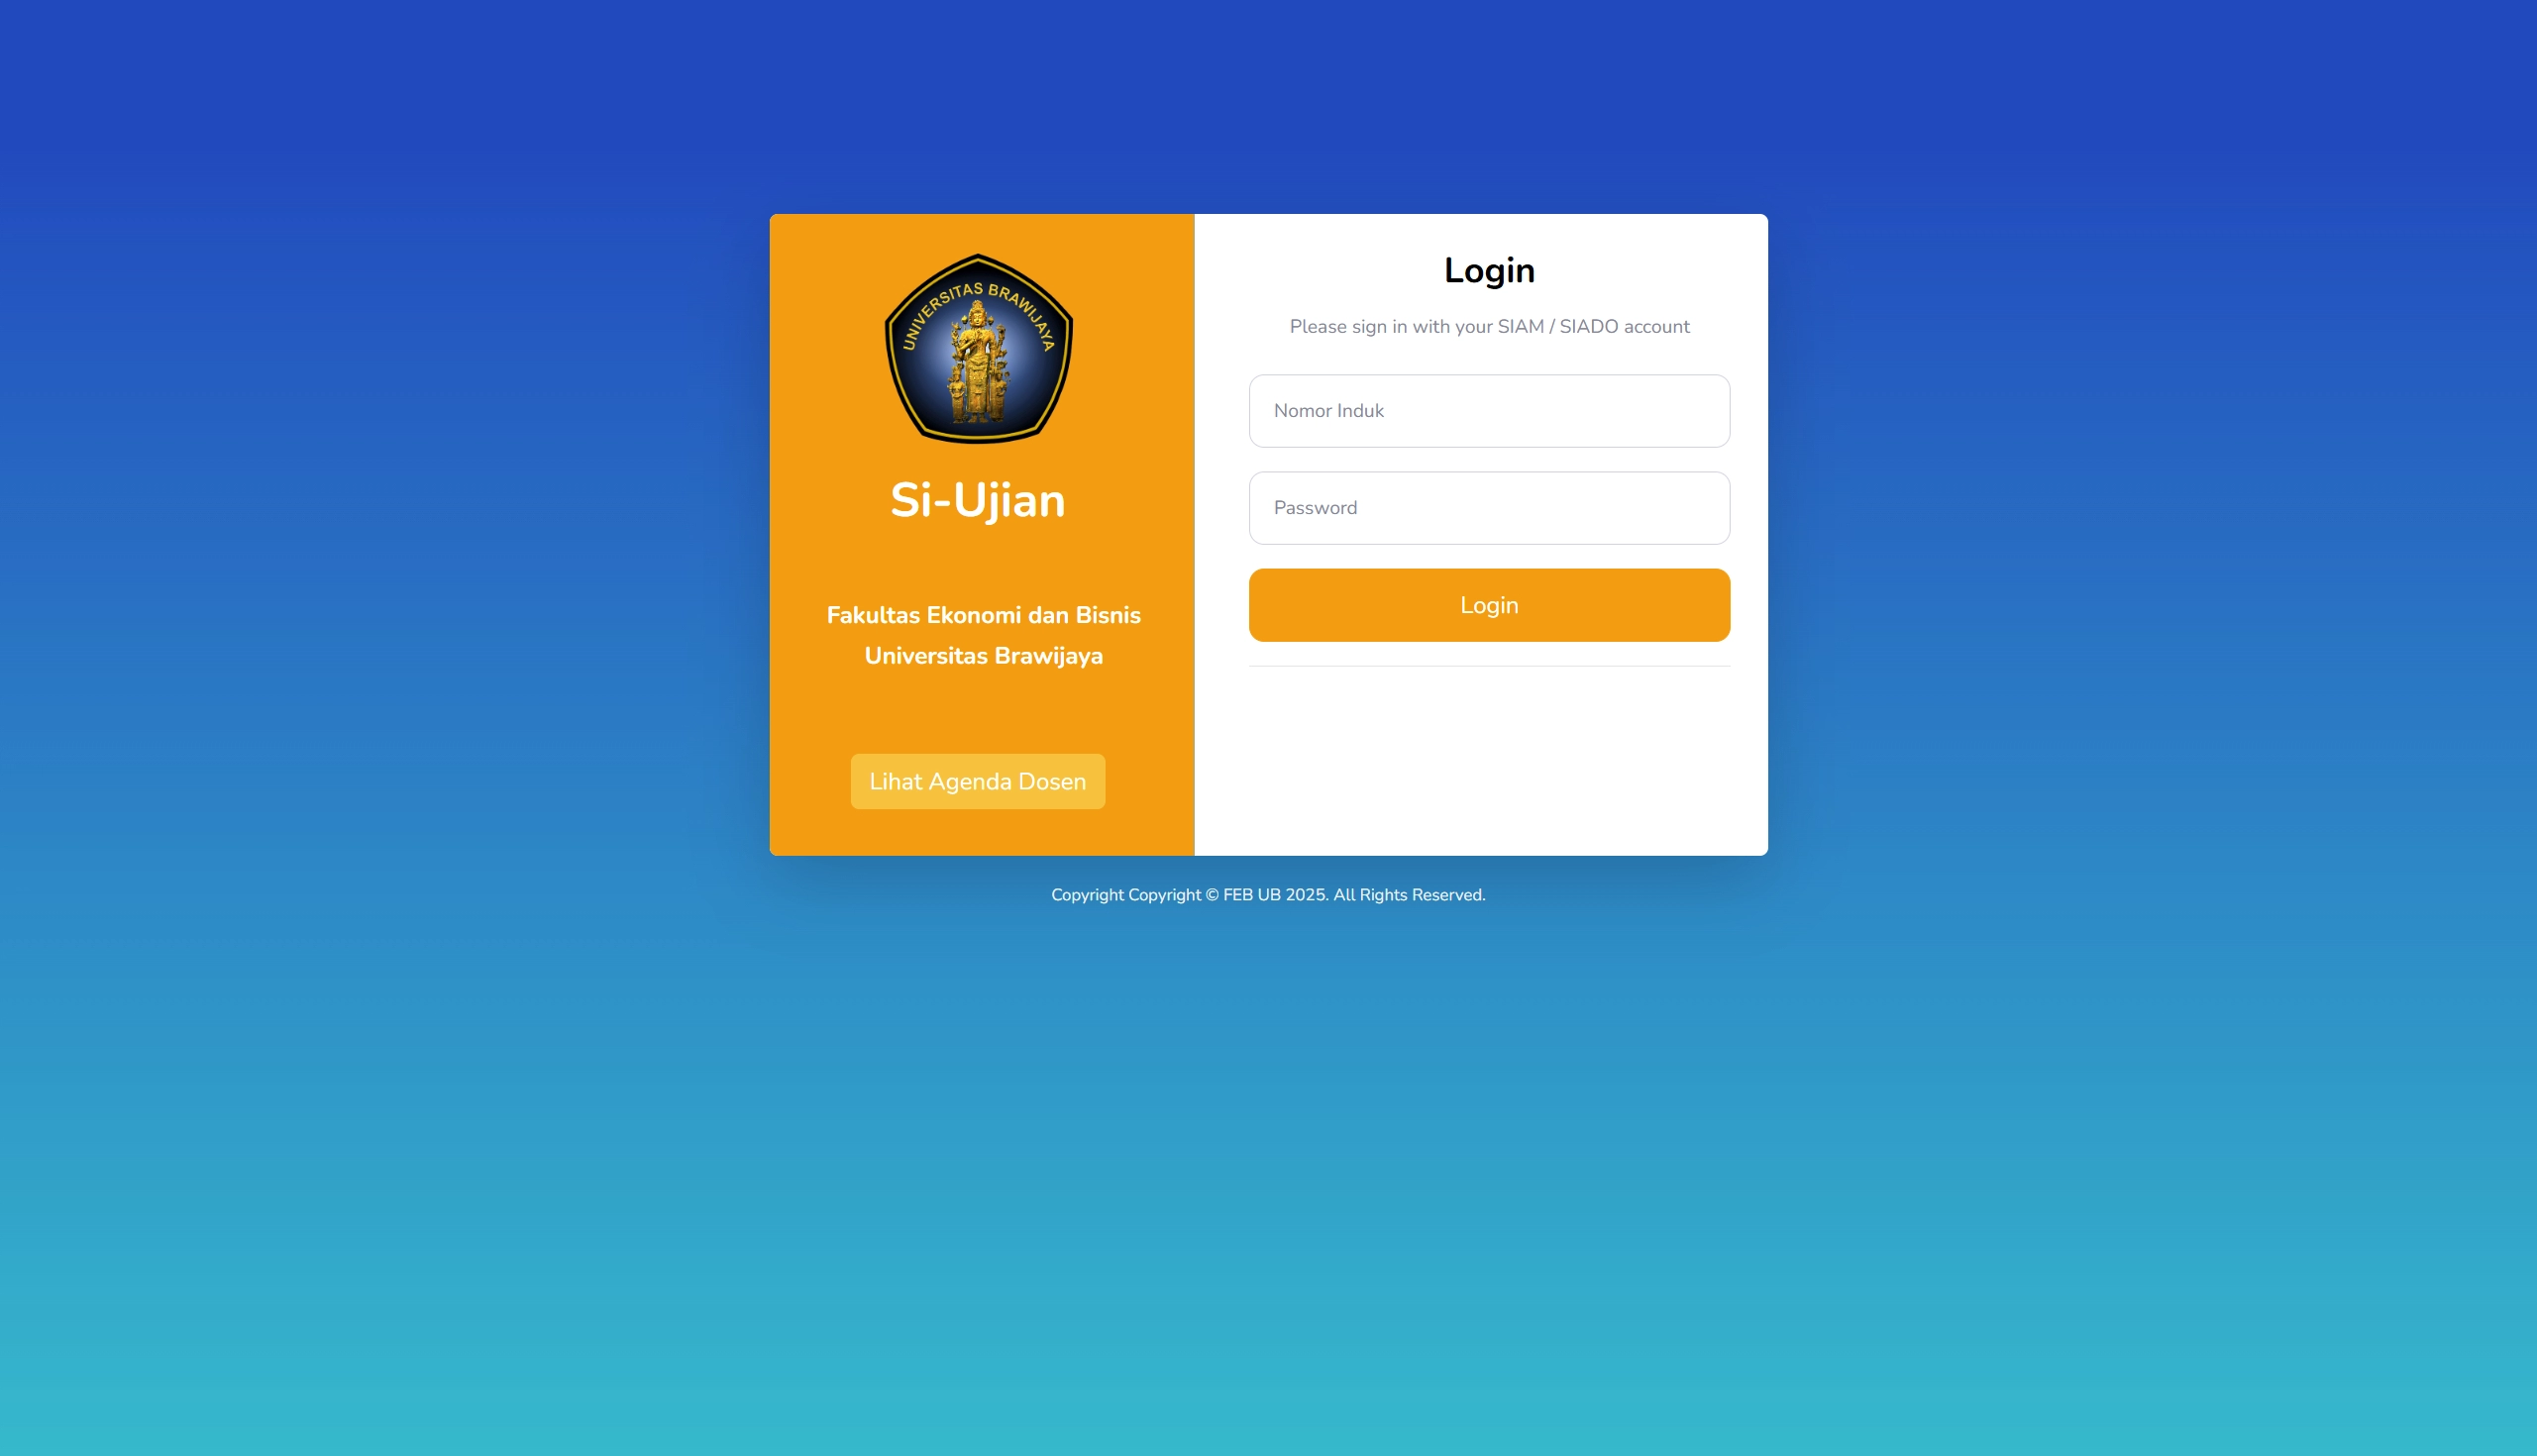 UNIVERSITAS BRAWIJAYA
Si-Ujian
Fakultas Ekonomi dan Bisnis
Universitas Brawijaya
Lihat Agenda Dosen
Login
Please sign in with your SIAM / SIADO account
Nomor Induk
Password
Login
Copyright Copyright © FEB UB 2025. All Rights Reserved.